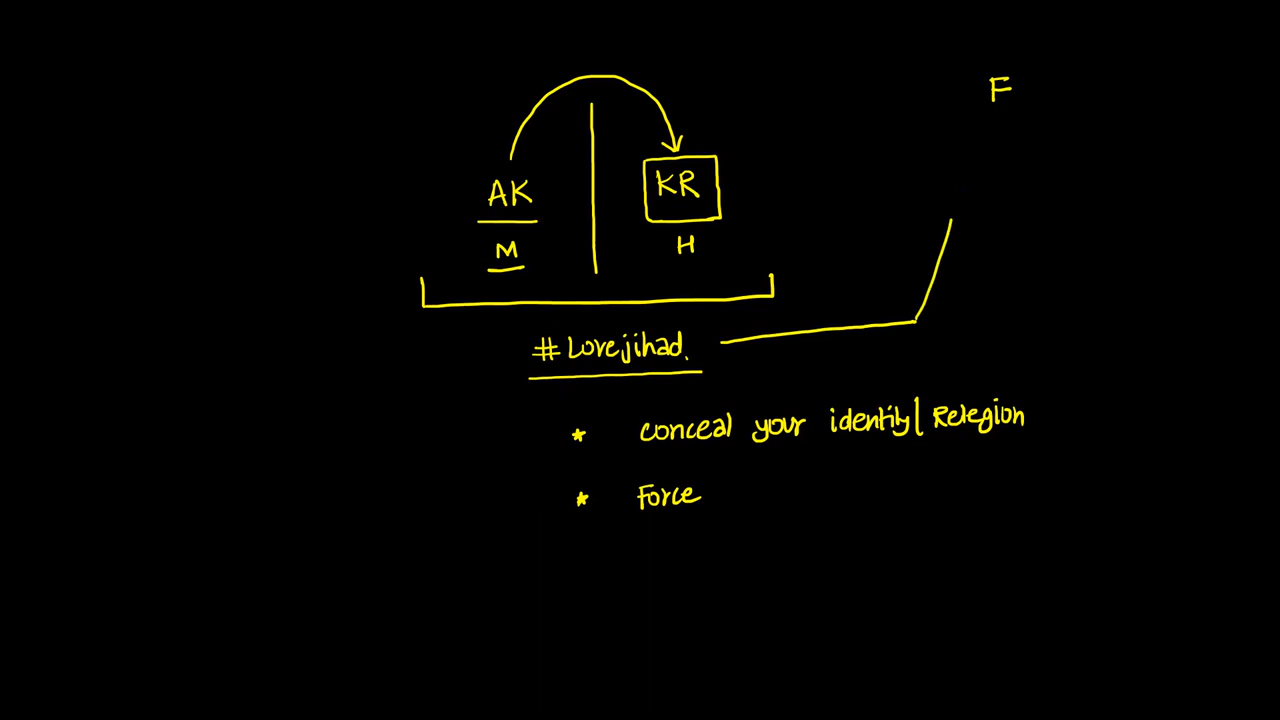 F
AK KR
M H
#Lovejihad.
* conceal your identity| Relegion
* Force